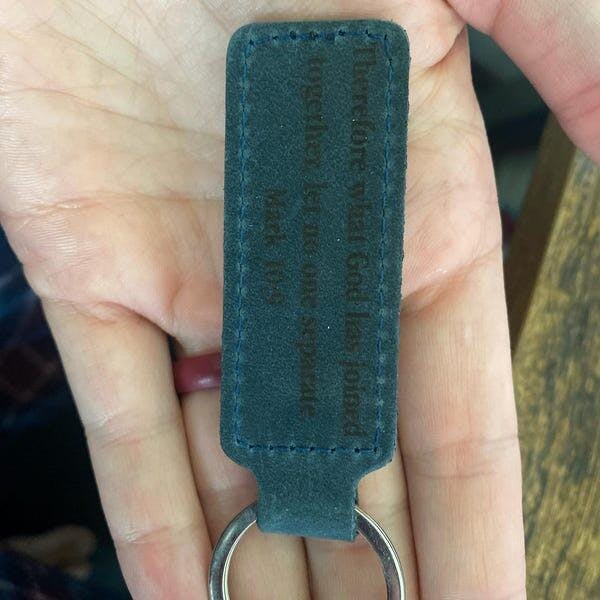 Therefore what God has joined
together let no one separate
Mark 10:9